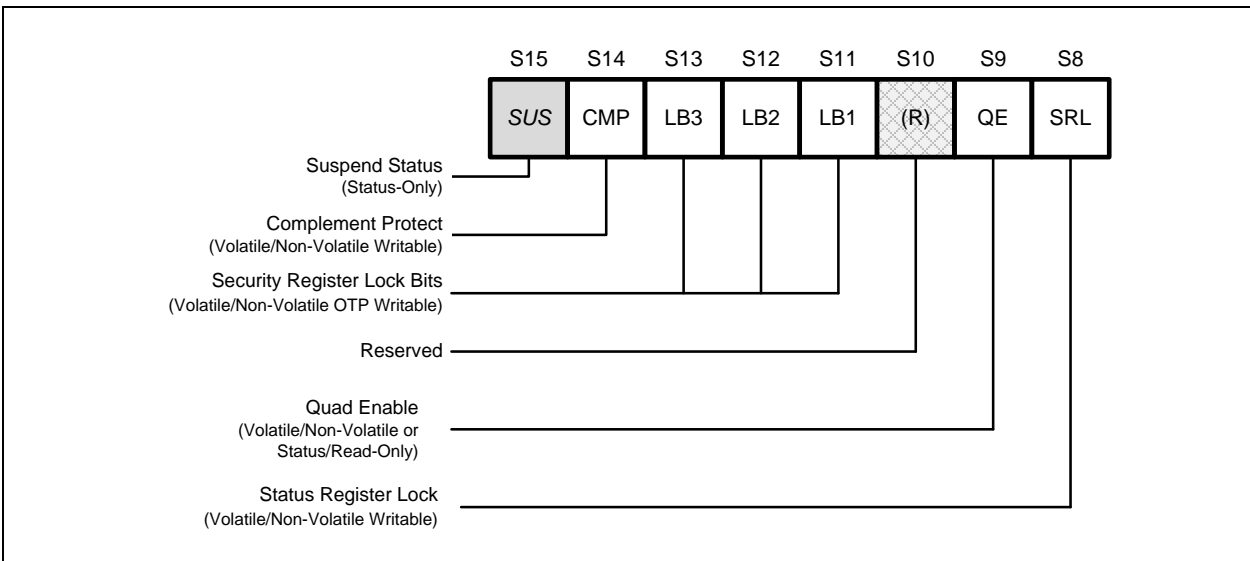 S15 S14 S13 S12 S11 S10 S9 S8
SUS CMP LB3 LB2 LB1 (R) QE SRL
Suspend Status
(Status-Only)
Complement Protect
(Volatile/Non-Volatile Writable)
Security Register Lock Bits
(Volatile/Non-Volatile OTP Writable)
Reserved
Quad Enable
(Volatile/Non-Volatile or
Status/Read-Only)
Status Register Lock
(Volatile/Non-Volatile Writable)